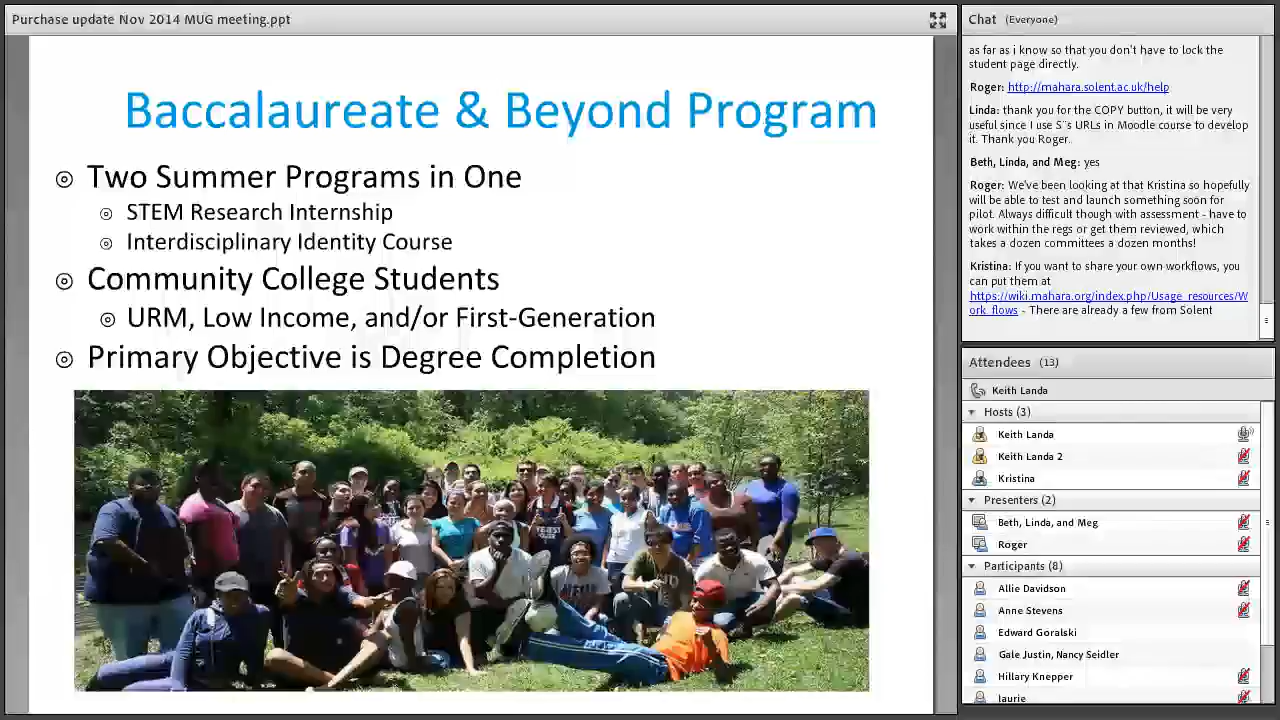 Purchase update Nov 2014 MUG meeting.ppt
Baccalaureate & Beyond Program
Two Summer Programs in One
STEM Research Internship
Interdisciplinary Identity Course
Community College Students
URM, Low Income, and/or First-Generation
Primary Objective is Degree Completion
Chat (Everyone)
as far as i know so that you don't have to lock the
student page directly.
Roger: http://mahara.solent.ac.uk/help
Linda: thank you for the COPY button, it will be very
useful since I use S's URLs in Moodle course to develop
it. Thank you Roger.
Beth, Linda, and Meg: yes
Roger: We've been looking at that Kristina so hopefully
will be able to test and launch something soon for
pilot. Always difficult though with assessment - have to
work within the regs or get them reviewed, which
takes a dozen committees a dozen months!
Kristina: If you want to share your own workflows, you
can put them at
https://wiki.mahara.org/index.php/Usage_resources/W
ork_flows - There are already a few from Solent
Attendees (13)
Keith Landa
Hosts (3)
Keith Landa
Keith Landa 2
Kristina
Presenters (2)
Beth, Linda, and Meg
Roger
Participants (8)
Allie Davidson
Anne Stevens
Edward Goralski
Gale Justin, Nancy Seidler
Hillary Knepper
laurie